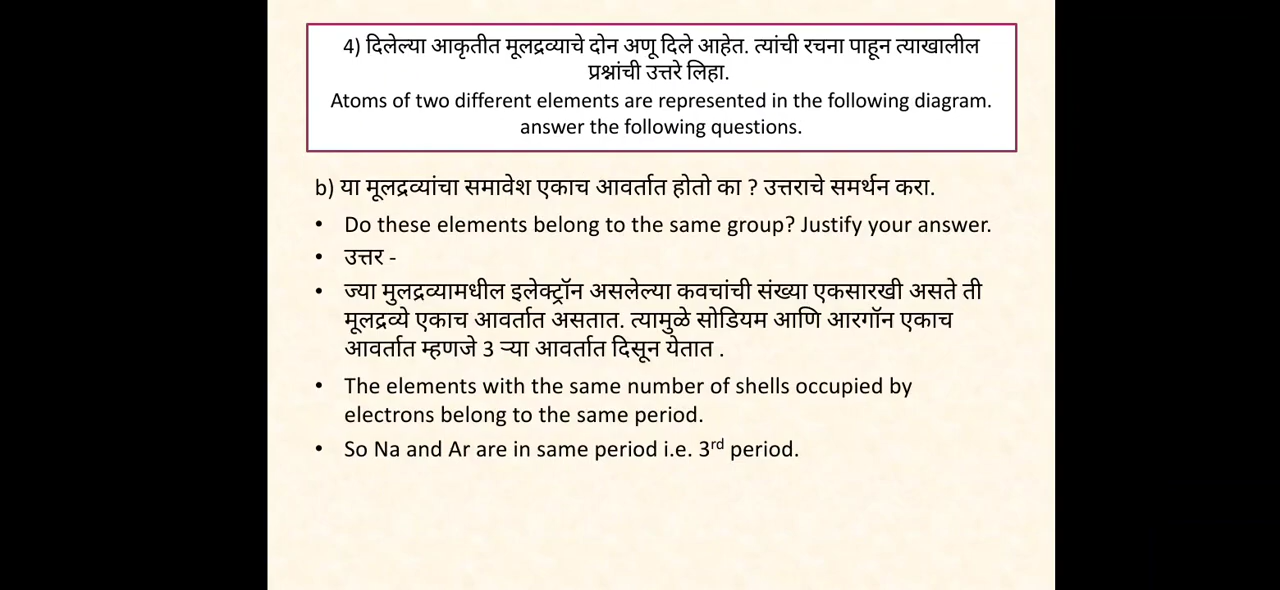 4) दिलेल्या आकृतीत मूलद्रव्याचे दोन अणू दिले आहेत. त्यांची रचना पाहून त्याखालील
प्रश्नांची उत्तरे लिहा.
Atoms of two different elements are represented in the following diagram.
answer the following questions.
b) या मूलद्रव्यांचा समावेश एकाच आवर्तात होतो का ? उत्तराचे समर्थन करा.
• Do these elements belong to the same group? Justify your answer.
• उत्तर -
• ज्या मुलद्रव्यामधील इलेक्ट्रॉन असलेल्या कवचांची संख्या एकसारखी असते ती
मूलद्रव्ये एकाच आवर्तात असतात. त्यामुळे सोडियम आणि आरगॉन एकाच
आवर्तात म्हणजे 3 ऱ्या आवर्तात दिसून येतात .
• The elements with the same number of shells occupied by
electrons belong to the same period.
• So Na and Ar are in same period i.e. 3rd period.